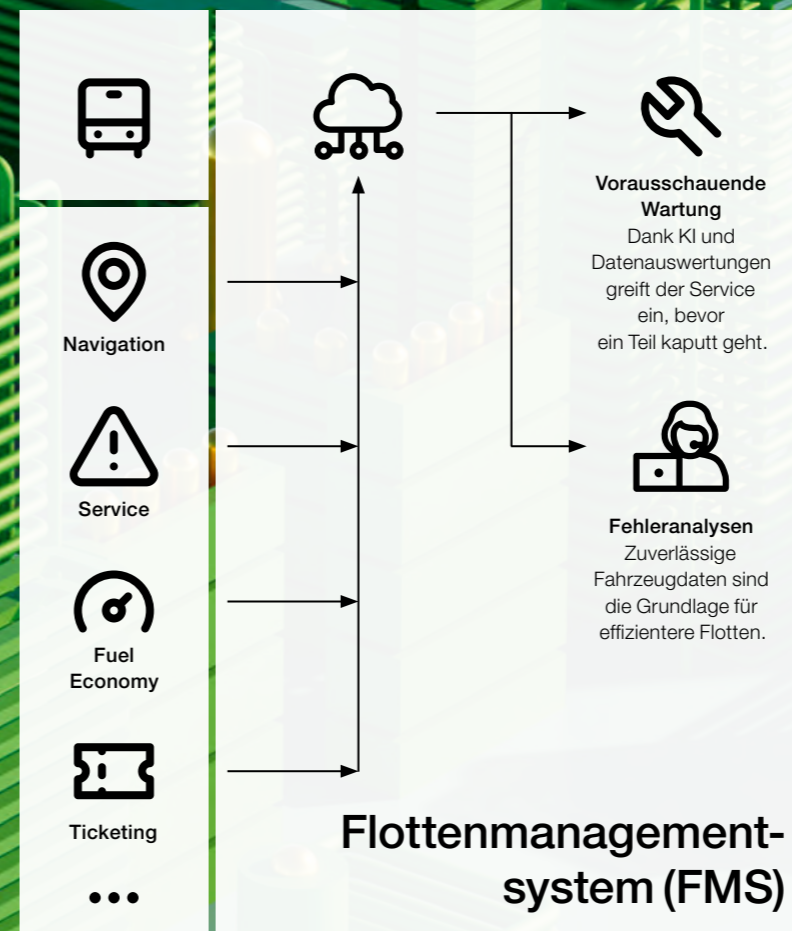 Navigation
Service
Fuel
Economy
Ticketing
Vorausschauende
Wartung
Dank KI und
Datenauswertungen
greift der Service
ein, bevor
ein Teil kaputt geht.
Fehleranalysen
Zuverlässige
Fahrzeugdaten sind
die Grundlage für
effizientere Flotten.
Flottenmanagement-
system (FMS)